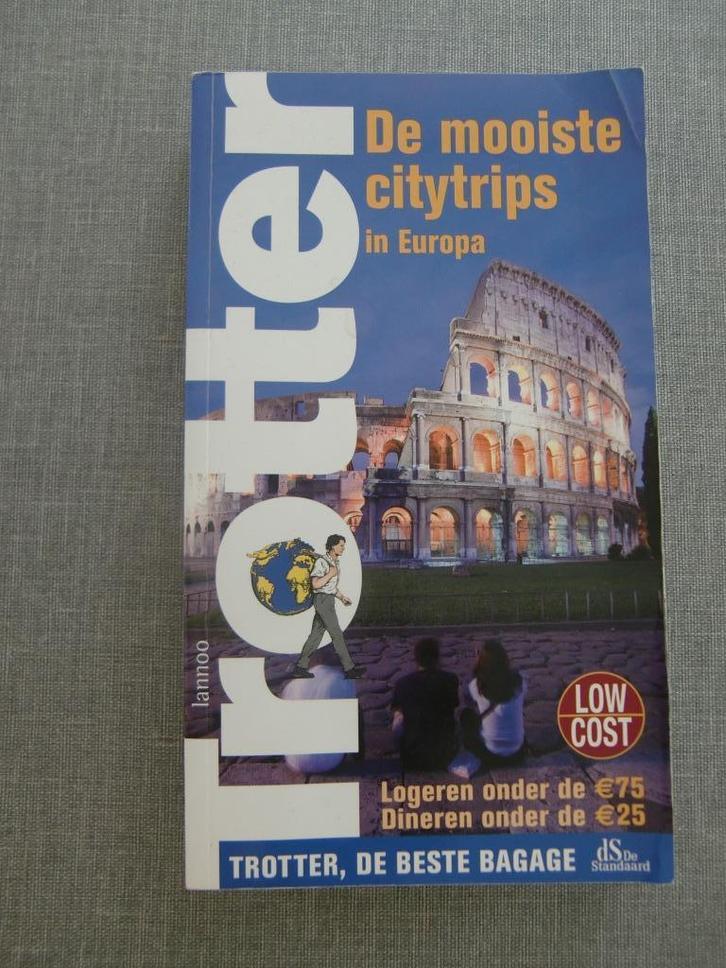 Trotter
De mooiste
citytrips
in Europa
lannoo
LOW
COST
Logeren onder de €75
Dineren onder de €25
TROTTER, DE BESTE BAGAGE
dS De
Standaard